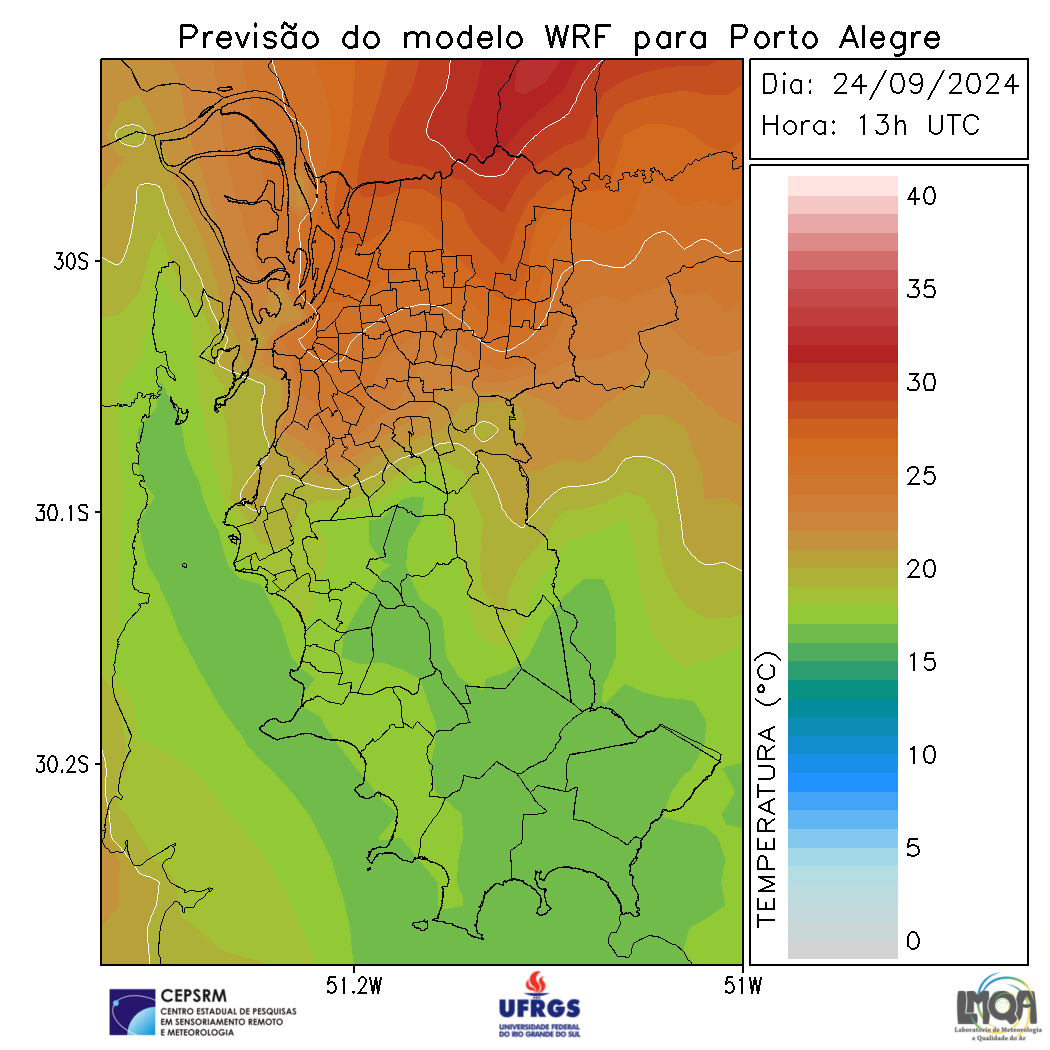 Previsão do modelo WRF para Porto Alegre
Dia: 24/09/2024
Hora: 13h UTC
40
35
30
25
20
15
10
5
0
TEMPERATURA (°C)
30S
30.1S
30.2S
51.2W
51W
CEPSRM
CENTRO ESTADUAL DE PESQUISAS
EM SENSORIAMENTO REMOTO
E METEOROLOGIA
UFRGS
UNIVERSIDADE FEDERAL
DO RIO GRANDE DO SUL
LMQA
Laboratório de Meteorologia
e Qualidade do Ar